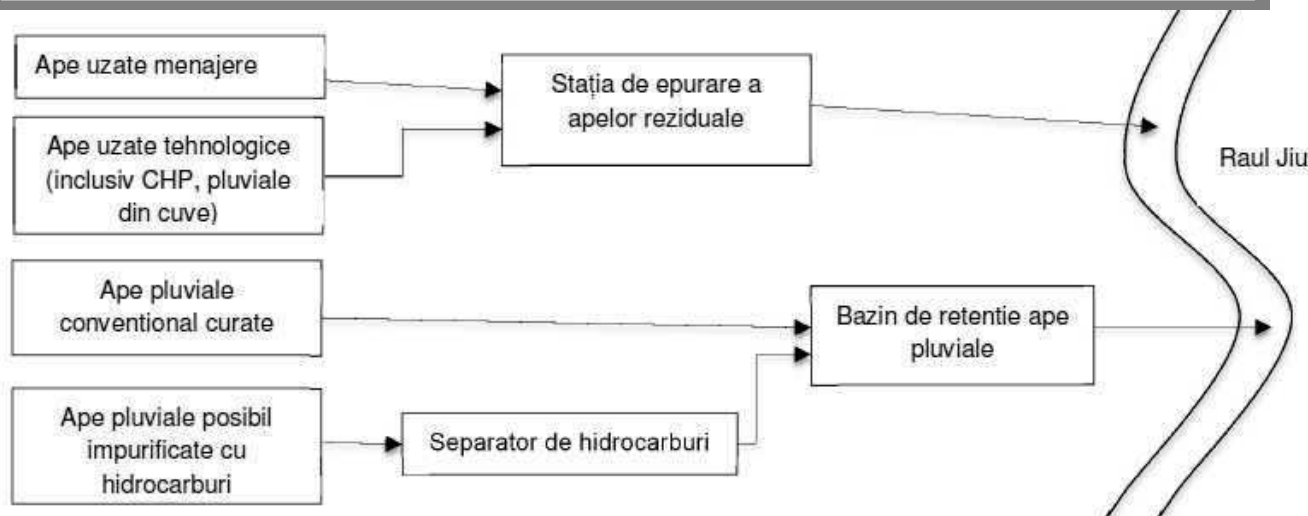 Ape uzate menajere
Stația de epurare a
apelor reziduale
Ape uzate tehnologice
(inclusiv CHP, pluviale
din cuve)
Raul Jiu
Ape pluviale
conventional curate
Bazin de retentie ape
pluviale
Ape pluviale posibil
impurificate cu
hidrocarburi
Separator de hidrocarburi